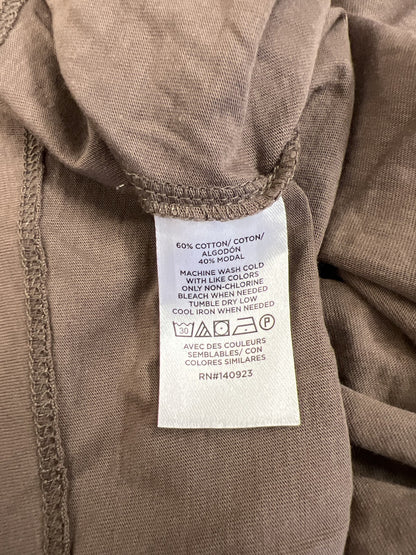 60% COTTON/ COTON/
ALGODÓN
40% MODAL
MACHINE WASH COLD
WITH LIKE COLORS
ONLY NON-CHLORINE
BLEACH WHEN NEEDED
TUMBLE DRY LOW
COOL IRON WHEN NEEDED
30 P
AVEC DES COULEURS
SEMBLABLES/ CON
COLORES SIMILARES
RN#140923